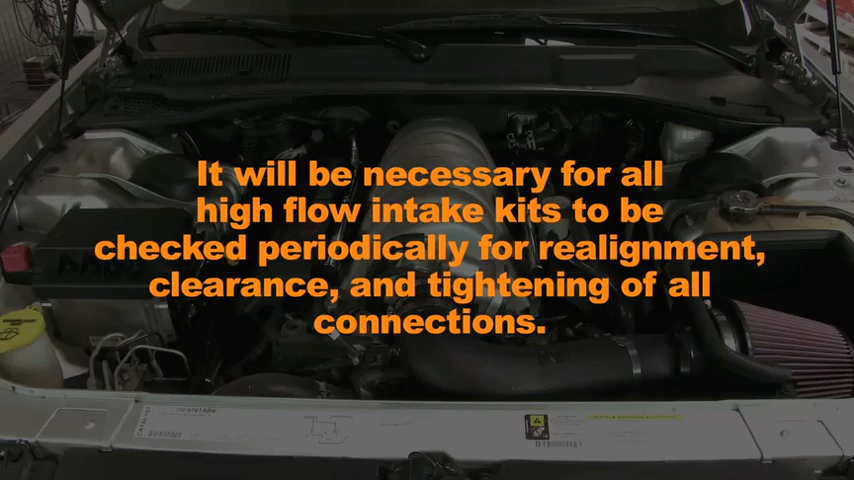 It will be necessary for all
high flow intake kits to be
checked periodically for realignment,
clearance, and tightening of all
connections.